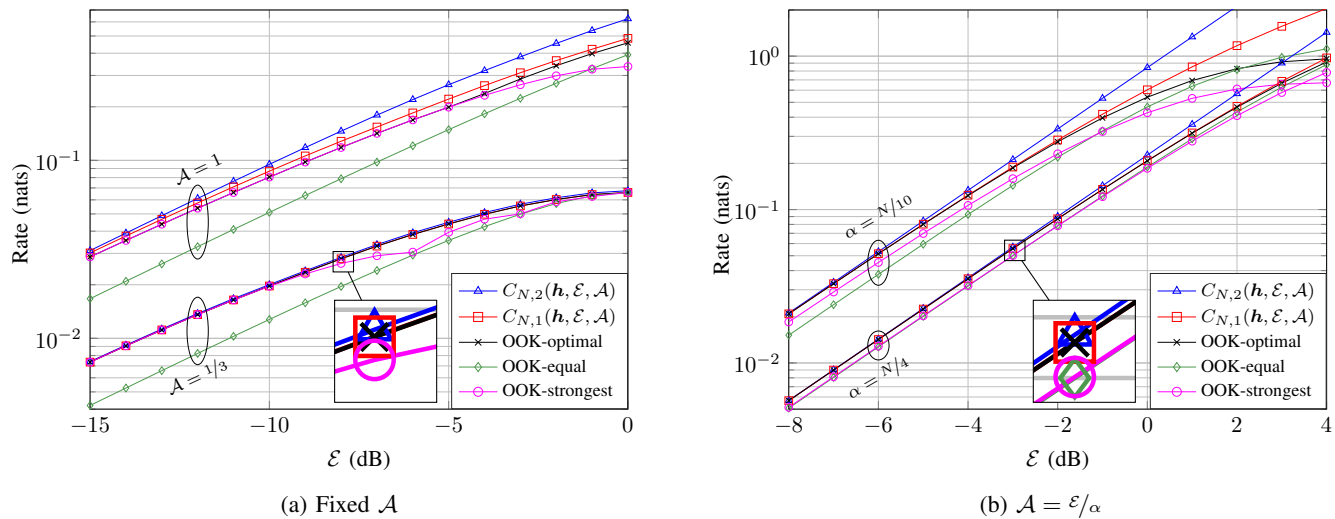 10⁻¹
10⁻²
Rate (nats)
𝒜 = 1
𝒜 = 1/3
C_{N,2}(h, ℰ, 𝒜)
C_{N,1}(h, ℰ, 𝒜)
OOK-optimal
OOK-equal
OOK-strongest
−15 −10 −5 0
ℰ (dB)
(a) Fixed 𝒜
10⁰
10⁻¹
10⁻²
Rate (nats)
α = N/10
α = N/4
C_{N,2}(h, ℰ, 𝒜)
C_{N,1}(h, ℰ, 𝒜)
OOK-optimal
OOK-equal
OOK-strongest
−8 −6 −4 −2 0 2 4
ℰ (dB)
(b) 𝒜 = ℰ/α